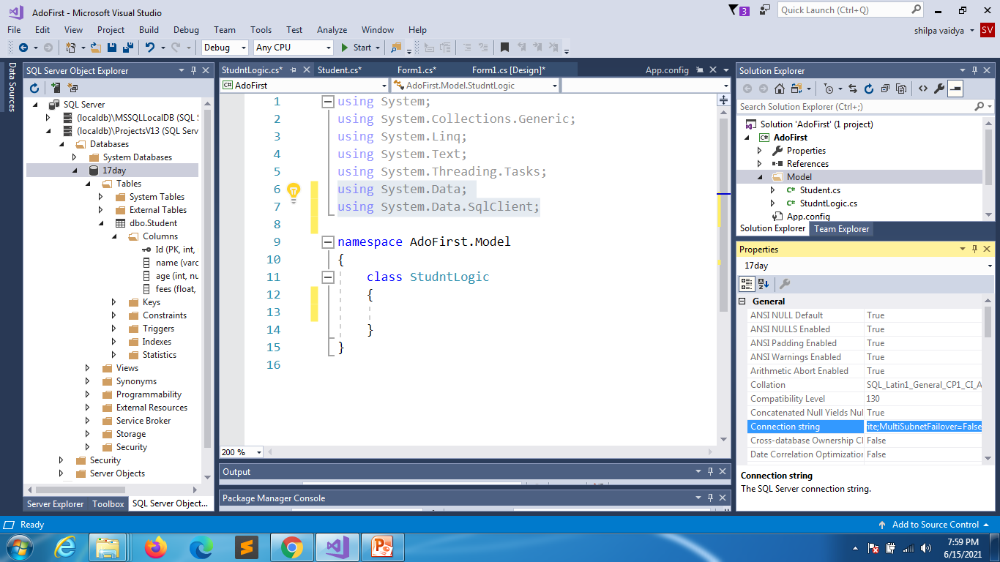 AdoFirst - Microsoft Visual Studio
3
Quick Launch (Ctrl+Q)
File Edit View Project Build Debug Team Tools Test Analyze Window Help
shilpa vaidya SV
Debug Any CPU Start
Data Sources
SQL Server Object Explorer
SQL Server
(localdb)\MSSQLLocalDB (SQL S
(localdb)\ProjectsV13 (SQL Serv
Databases
System Databases
17day
Tables
System Tables
External Tables
dbo.Student
Columns
Id (PK, int,
name (varc
age (int, nu
fees (float,
Keys
Constraints
Triggers
Indexes
Statistics
Views
Synonyms
Programmability
External Resources
Service Broker
Storage
Security
Security
Server Objects
Server Explorer Toolbox SQL Server Object...
StudntLogic.cs* Student.cs* Form1.cs* Form1.cs [Design]* App.config
AdoFirst AdoFirst.Model.StudntLogic
1 using System;
2 using System.Collections.Generic;
3 using System.Linq;
4 using System.Text;
5 using System.Threading.Tasks;
6 using System.Data;
7 using System.Data.SqlClient;
8
9 namespace AdoFirst.Model
10 {
11 class StudntLogic
12 {
13
14 }
15 }
16
200 %
Output
Package Manager Console
Solution Explorer
Search Solution Explorer (Ctrl+;)
Solution 'AdoFirst' (1 project)
AdoFirst
Properties
References
Model
Student.cs
StudntLogic.cs
App.config
Solution Explorer Team Explorer
Properties
17day
General
ANSI NULL Default True
ANSI NULLS Enabled True
ANSI Padding Enabled True
ANSI Warnings Enabled True
Arithmetic Abort Enabled True
Collation SQL_Latin1_General_CP1_CI_A
Compatibility Level 130
Concatenated Null Yields Nul True
Connection string ite;MultiSubnetFailover=False
Cross-database Ownership Cl False
Date Correlation Optimization False
Connection string
The SQL Server connection string.
Ready
Add to Source Control
7:59 PM
6/15/2021